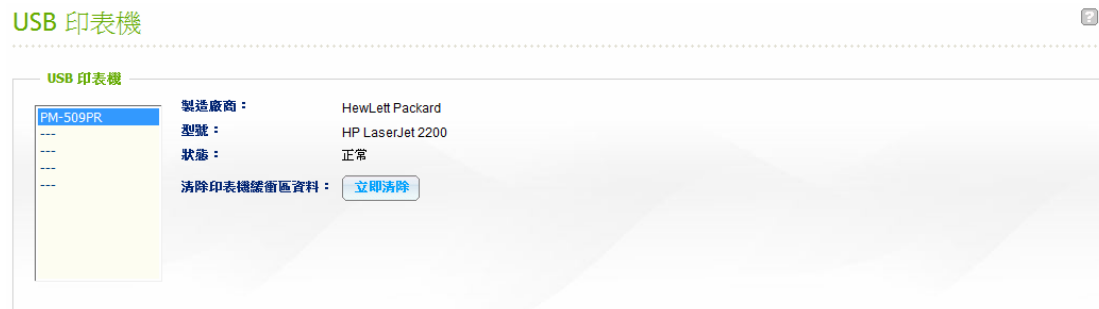 USB 印表機
?
USB 印表機
PM-509PR
---
---
---
---
製造廠商： HewLett Packard
型號： HP LaserJet 2200
狀態： 正常
清除印表機緩衝區資料： 立即清除